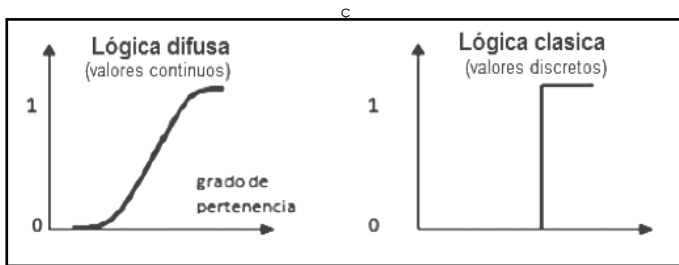 C
Lógica difusa
(valores continuos)
1
grado de
pertenencia
0
Lógica clasica
(valores discretos)
1
0